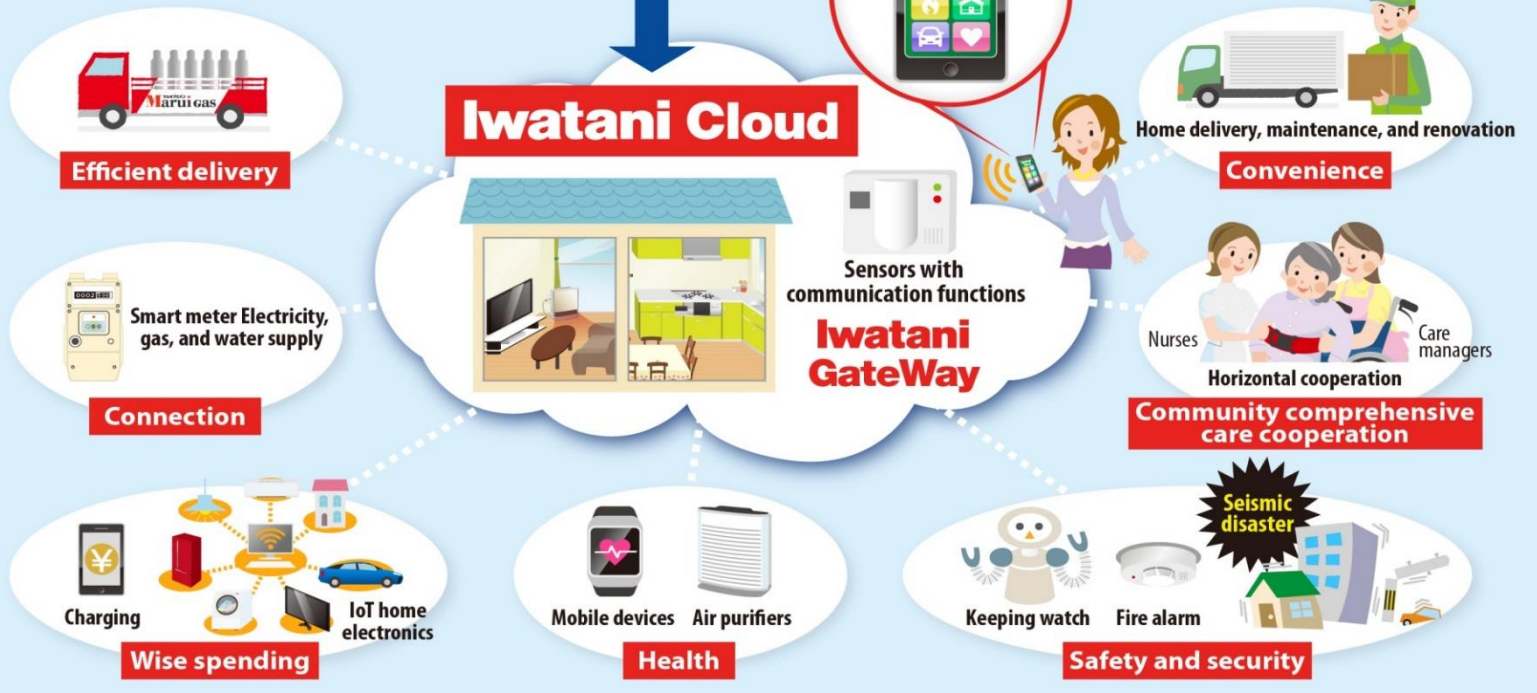 Marui gas
Efficient delivery
Iwatani Cloud
Home delivery, maintenance, and renovation
Convenience
Sensors with
communication functions
Iwatani
GateWay
Smart meter Electricity,
gas, and water supply
Connection
Nurses
Care
managers
Horizontal cooperation
Community comprehensive
care cooperation
Charging
¥
IoT home
electronics
Wise spending
Mobile devices
Air purifiers
Health
Keeping watch
Fire alarm
Seismic
disaster
Safety and security